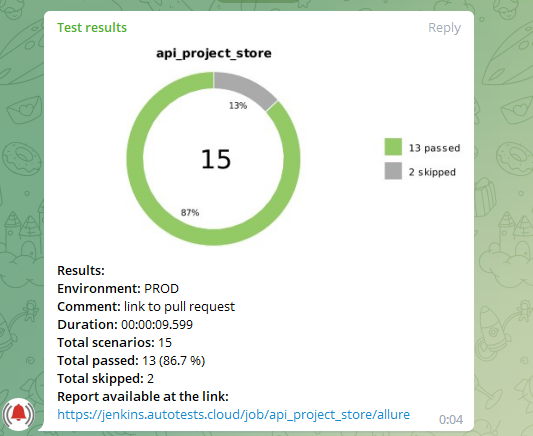 Test results Reply
api_project_store
13%
15
87%
13 passed
2 skipped
Results:
Environment: PROD
Comment: link to pull request
Duration: 00:00:09.599
Total scenarios: 15
Total passed: 13 (86.7 %)
Total skipped: 2
Report available at the link:
https://jenkins.autotests.cloud/job/api_project_store/allure
0:04